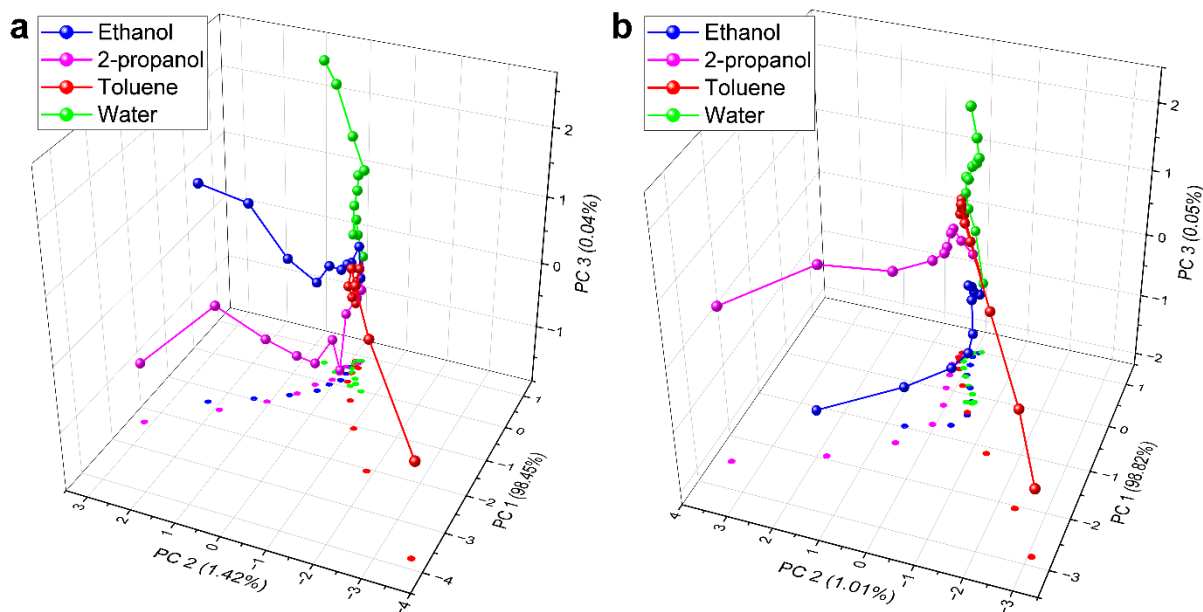 a
Ethanol
2-propanol
Toluene
Water
2
1
0
−1
PC 3 (0.04%)
1
0
−1
−2
−3
−4
PC 1 (98.45%)
3
2
1
0
−1
−2
−3
−4
PC 2 (1.42%)
b
Ethanol
2-propanol
Toluene
Water
2
1
0
−1
−2
PC 3 (0.05%)
1
0
−1
−2
−3
PC 1 (98.82%)
4
3
2
1
0
−1
−2
−3
PC 2 (1.01%)